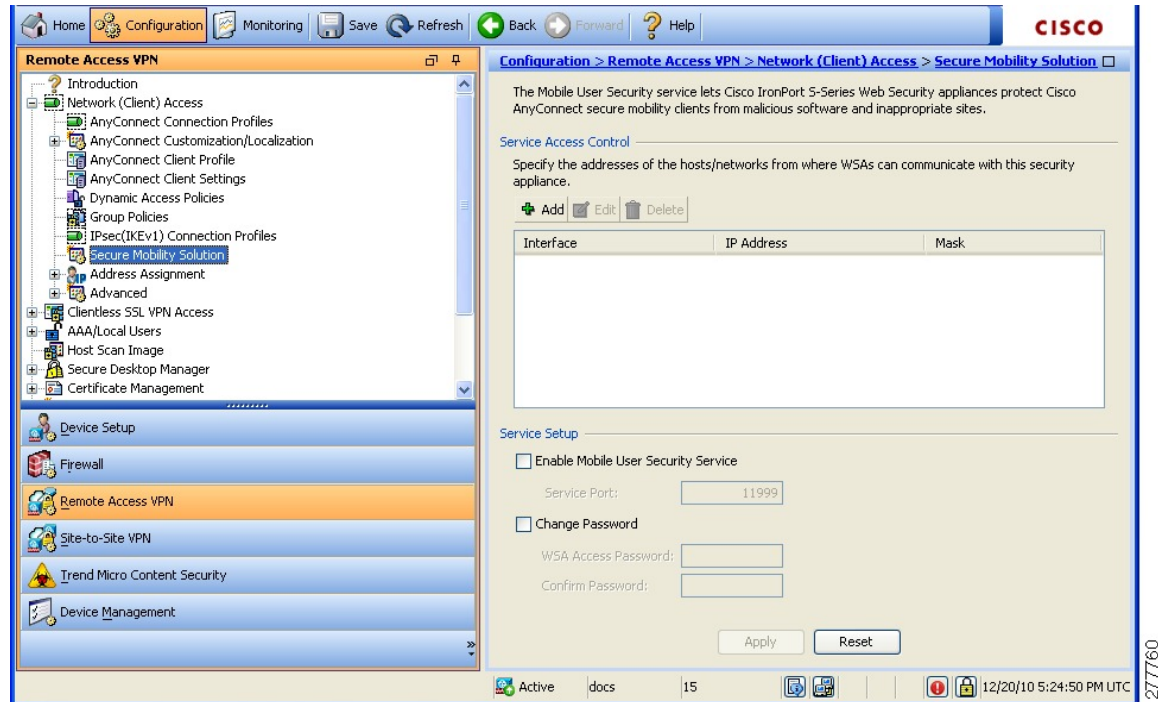 Home Configuration Monitoring Save Refresh Back Forward Help
CISCO
Remote Access VPN
Introduction
Network (Client) Access
AnyConnect Connection Profiles
AnyConnect Customization/Localization
AnyConnect Client Profile
AnyConnect Client Settings
Dynamic Access Policies
Group Policies
IPsec(IKEv1) Connection Profiles
Secure Mobility Solution
Address Assignment
Advanced
Clientless SSL VPN Access
AAA/Local Users
Host Scan Image
Secure Desktop Manager
Certificate Management
Device Setup
Firewall
Remote Access VPN
Site-to-Site VPN
Trend Micro Content Security
Device Management
Configuration > Remote Access VPN > Network (Client) Access > Secure Mobility Solution
The Mobile User Security service lets Cisco IronPort S-Series Web Security appliances protect Cisco
AnyConnect secure mobility clients from malicious software and inappropriate sites.
Service Access Control
Specify the addresses of the hosts/networks from where WSAs can communicate with this security
appliance.
Add Edit Delete
Interface IP Address Mask
Service Setup
Enable Mobile User Security Service
Service Port: 11999
Change Password
WSA Access Password:
Confirm Password:
Apply Reset
Active docs 15 12/20/10 5:24:50 PM UTC
277760